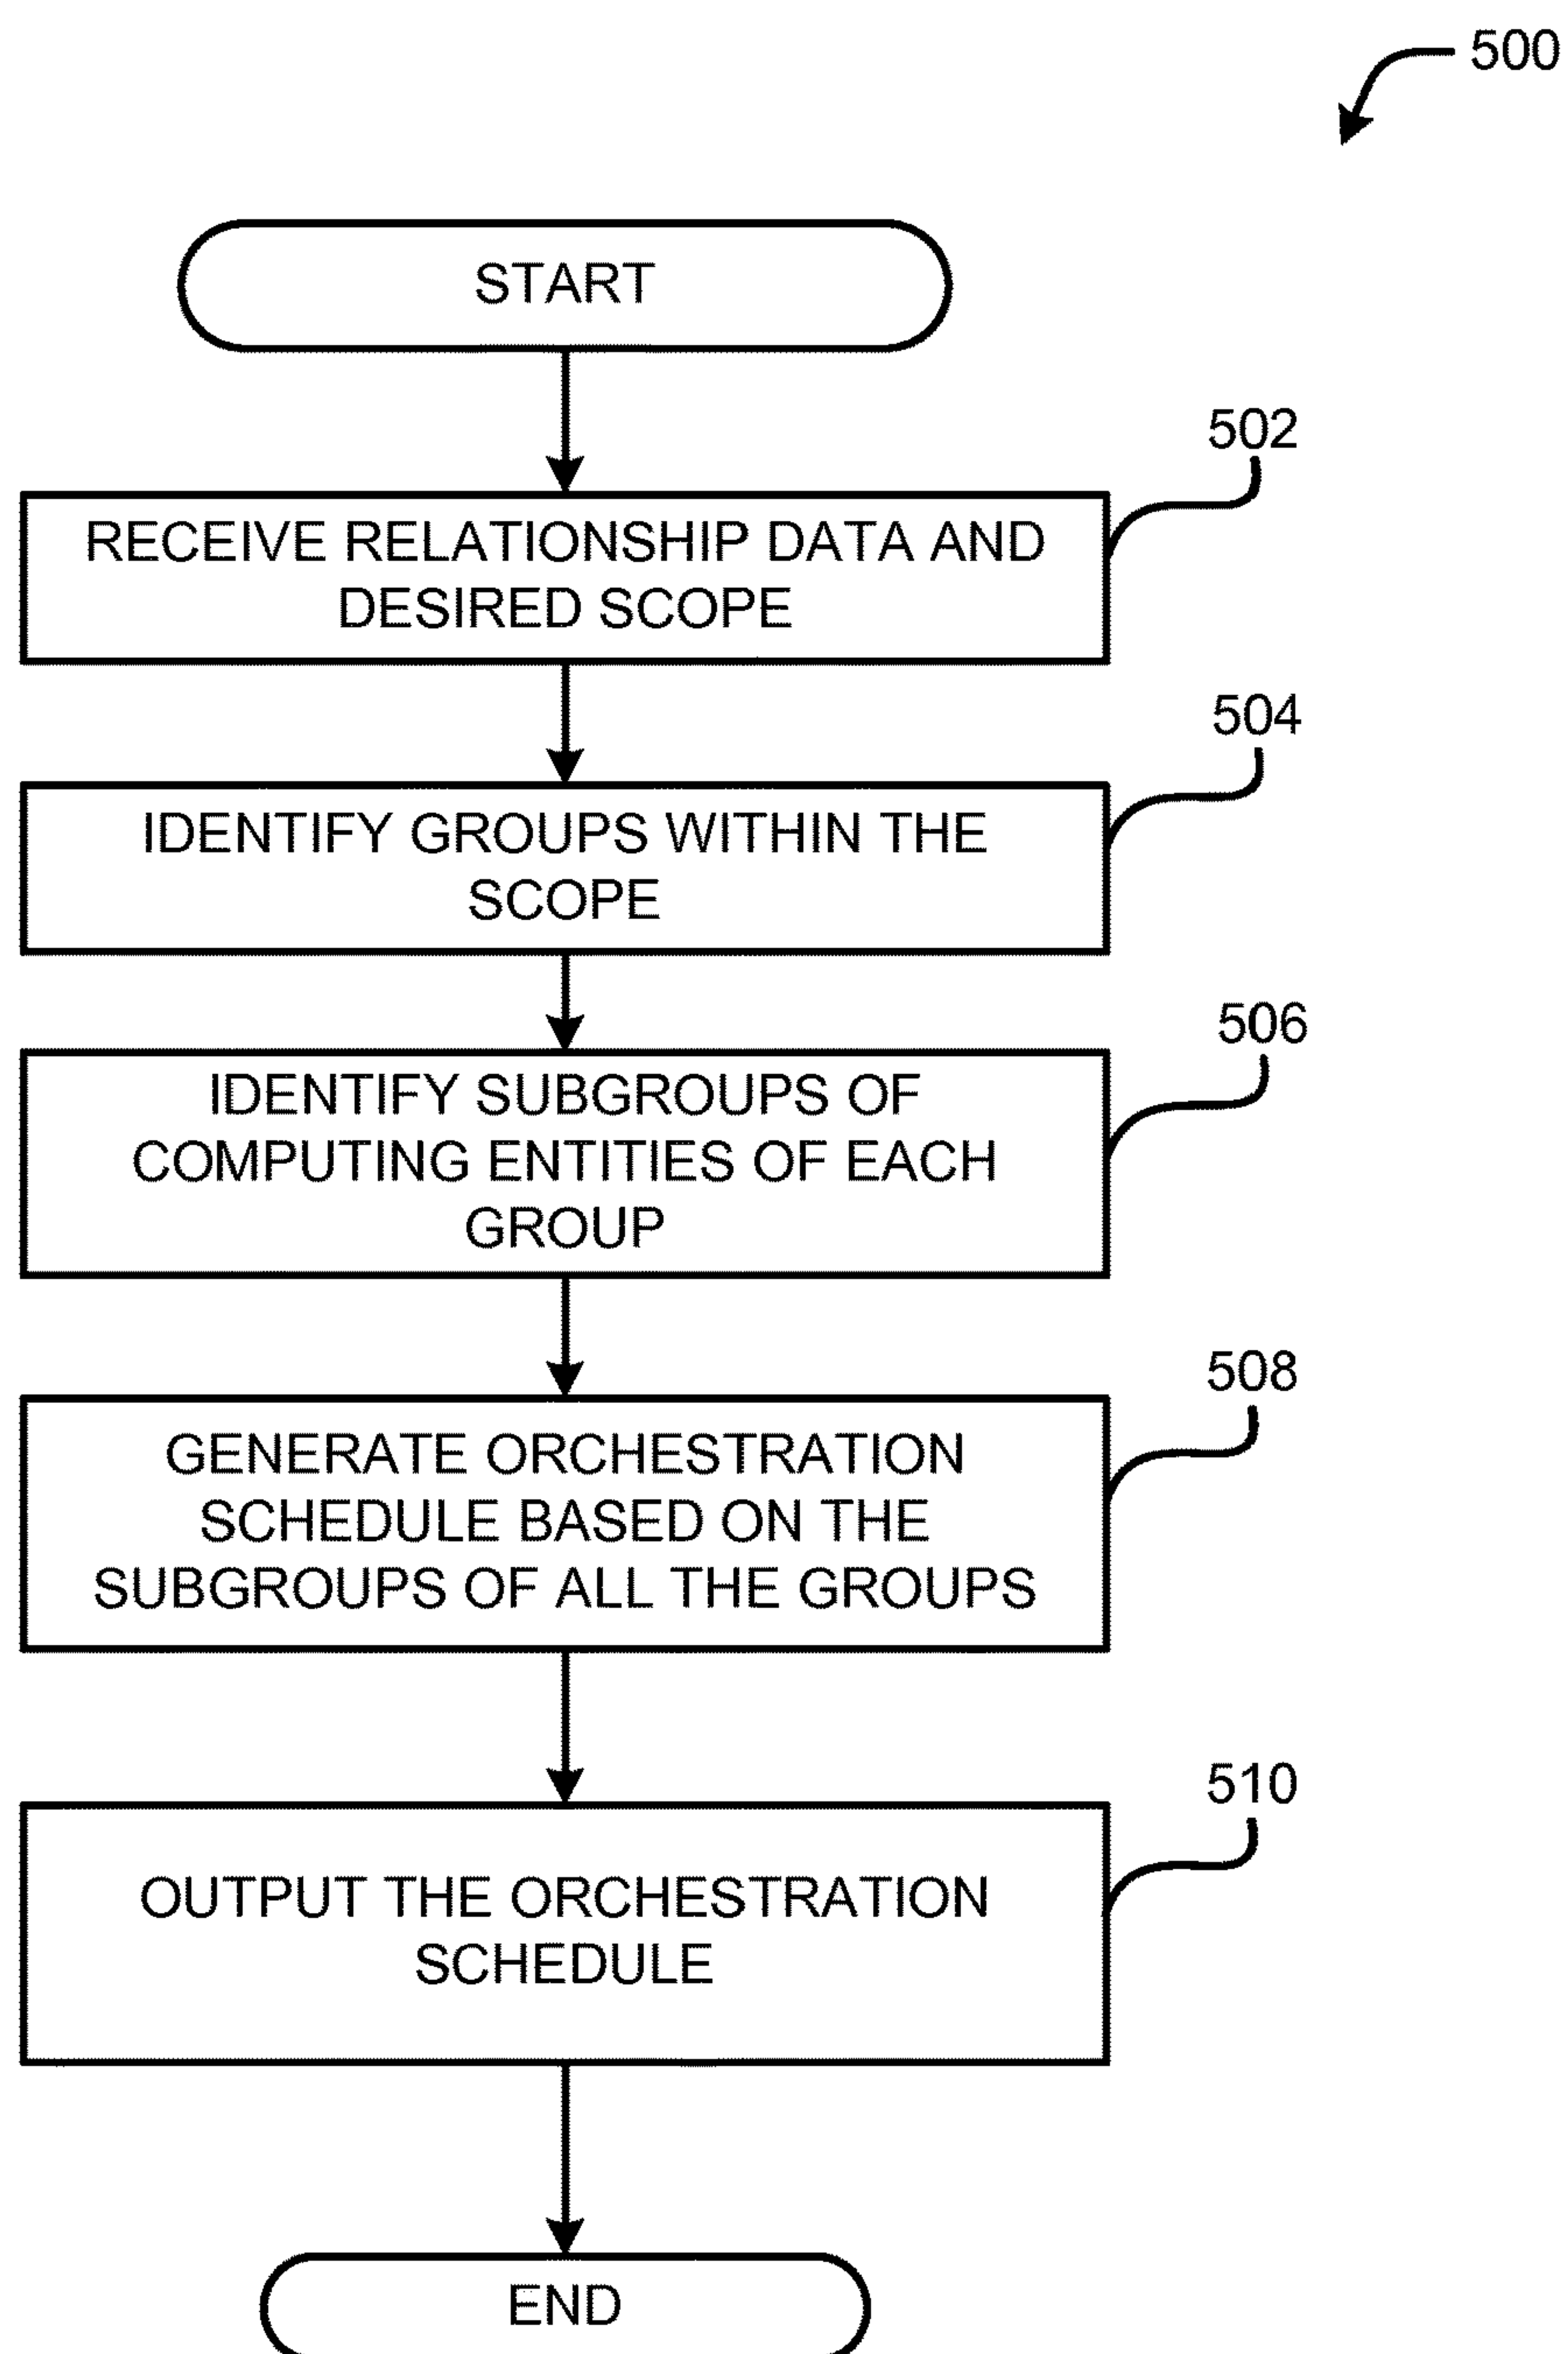 500
START
502
RECEIVE RELATIONSHIP DATA AND
DESIRED SCOPE
504
IDENTIFY GROUPS WITHIN THE
SCOPE
506
IDENTIFY SUBGROUPS OF
COMPUTING ENTITIES OF EACH
GROUP
508
GENERATE ORCHESTRATION
SCHEDULE BASED ON THE
SUBGROUPS OF ALL THE GROUPS
510
OUTPUT THE ORCHESTRATION
SCHEDULE
END